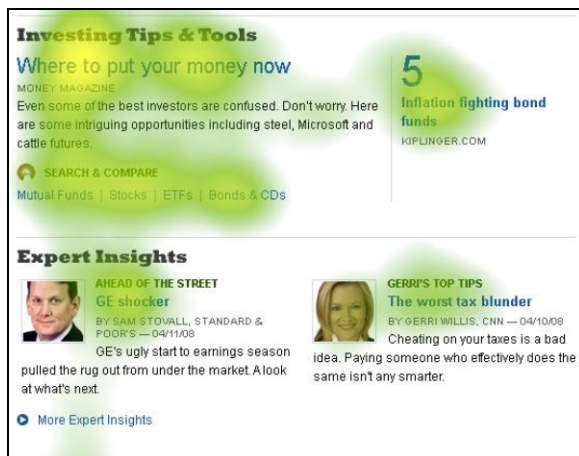 Investing Tips & Tools
Where to put your money now
MONEY MAGAZINE
Even some of the best investors are confused. Don't worry. Here
are some intriguing opportunities including steel, Microsoft and
cattle futures.
SEARCH & COMPARE
Mutual Funds | Stocks | ETFs | Bonds & CDs
5
Inflation fighting bond
funds
KIPLINGER.COM
Expert Insights
AHEAD OF THE STREET
GE shocker
BY SAM STOVALL, STANDARD &
POOR'S — 04/11/08
GE's ugly start to earnings season
pulled the rug out from under the market. A look
at what's next.
GERRI'S TOP TIPS
The worst tax blunder
BY GERRI WILLIS, CNN — 04/10/08
Cheating on your taxes is a bad
idea. Paying someone who effectively does the
same isn't any smarter.
More Expert Insights